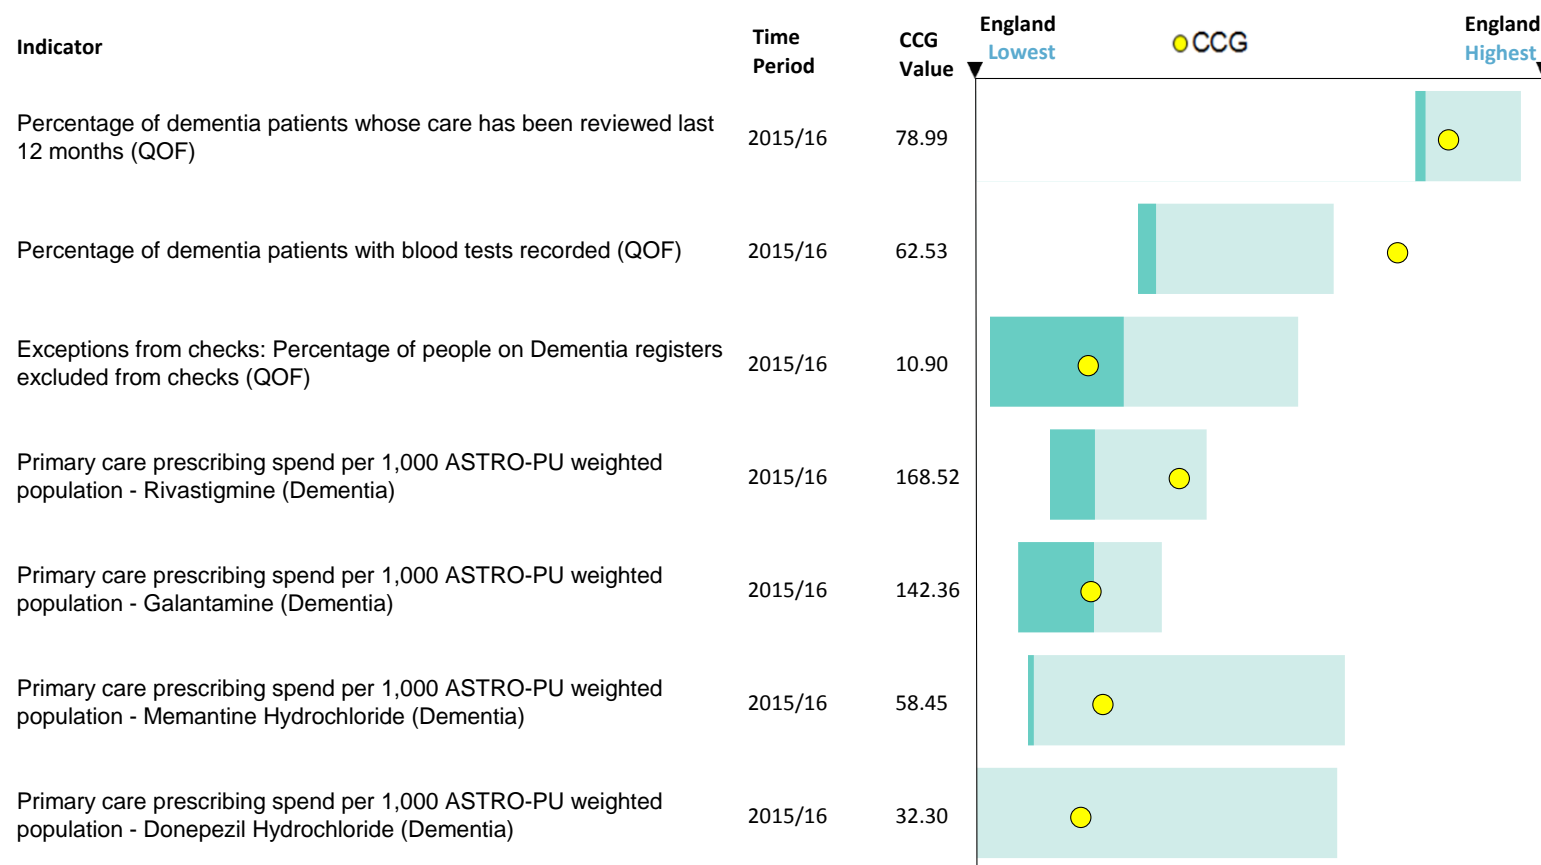 Indicator
Time
Period
CCG
Value
England
Lowest
CCG
England
Highest
Percentage of dementia patients whose care has been reviewed last
12 months (QOF)
2015/16
78.99
Percentage of dementia patients with blood tests recorded (QOF)
2015/16
62.53
Exceptions from checks: Percentage of people on Dementia registers
excluded from checks (QOF)
2015/16
10.90
Primary care prescribing spend per 1,000 ASTRO-PU weighted
population - Rivastigmine (Dementia)
2015/16
168.52
Primary care prescribing spend per 1,000 ASTRO-PU weighted
population - Galantamine (Dementia)
2015/16
142.36
Primary care prescribing spend per 1,000 ASTRO-PU weighted
population - Memantine Hydrochloride (Dementia)
2015/16
58.45
Primary care prescribing spend per 1,000 ASTRO-PU weighted
population - Donepezil Hydrochloride (Dementia)
2015/16
32.30